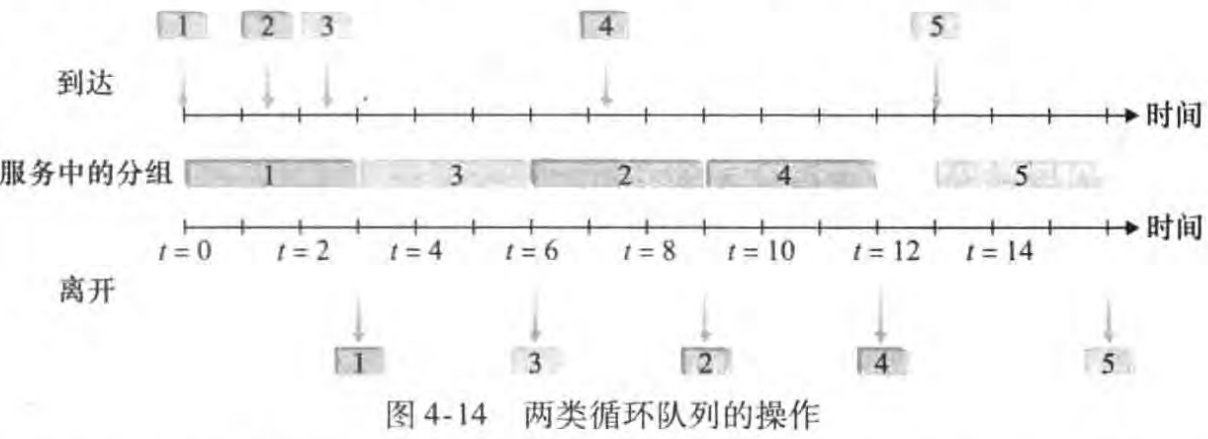 1 2 3 4 5
到达
时间
服务中的分组 1 3 2 4 5
时间
t = 0 t = 2 t = 4 t = 6 t = 8 t = 10 t = 12 t = 14
离开
1 3 2 4 5
图 4-14 两类循环队列的操作